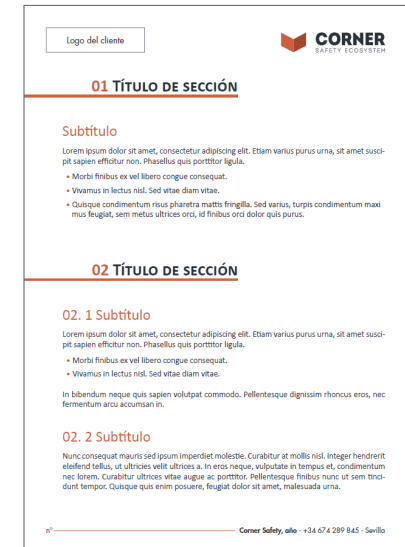 Logo del cliente
CORNER
SAFETY ECOSYSTEM
01 TÍTULO DE SECCIÓN
Subtítulo
Lorem ipsum dolor sit amet, consectetur adipiscing elit. Etiam varius purus urna, sit amet susci-
pit sapien efficitur non. Phasellus quis porttitor ligula.
• Morbi finibus ex vel libero congue consequat.
• Vivamus in lectus nisl. Sed vitae diam vitae.
• Quisque condimentum risus pharetra mattis fringilla. Sed varius, turpis condimentum maxi
mus feugiat, sem metus ultrices orci, id finibus orci dolor quis purus.
02 TÍTULO DE SECCIÓN
02. 1 Subtítulo
Lorem ipsum dolor sit amet, consectetur adipiscing elit. Etiam varius purus urna, sit amet susci-
pit sapien efficitur non. Phasellus quis porttitor ligula.
• Morbi finibus ex vel libero congue consequat.
• Vivamus in lectus nisl. Sed vitae diam vitae.
In bibendum neque quis sapien volutpat commodo. Pellentesque dignissim rhoncus eros, nec
fermentum arcu accumsan in.
02. 2 Subtítulo
Nunc consequat mauris sed ipsum imperdiet molestie. Curabitur at mollis nisl. Integer hendrerit
eleifend tellus, ut ultricies velit ultrices a. In eros neque, vulputate in tempus et, condimentum
nec lorem. Curabitur ultrices vitae augue ac porttitor. Pellentesque finibus nunc ut sem tinci-
dunt tempor. Quisque quis enim posuere, feugiat dolor sit amet, malesuada urna.
nº
Corner Safety, año - +34 674 289 845 - Sevilla